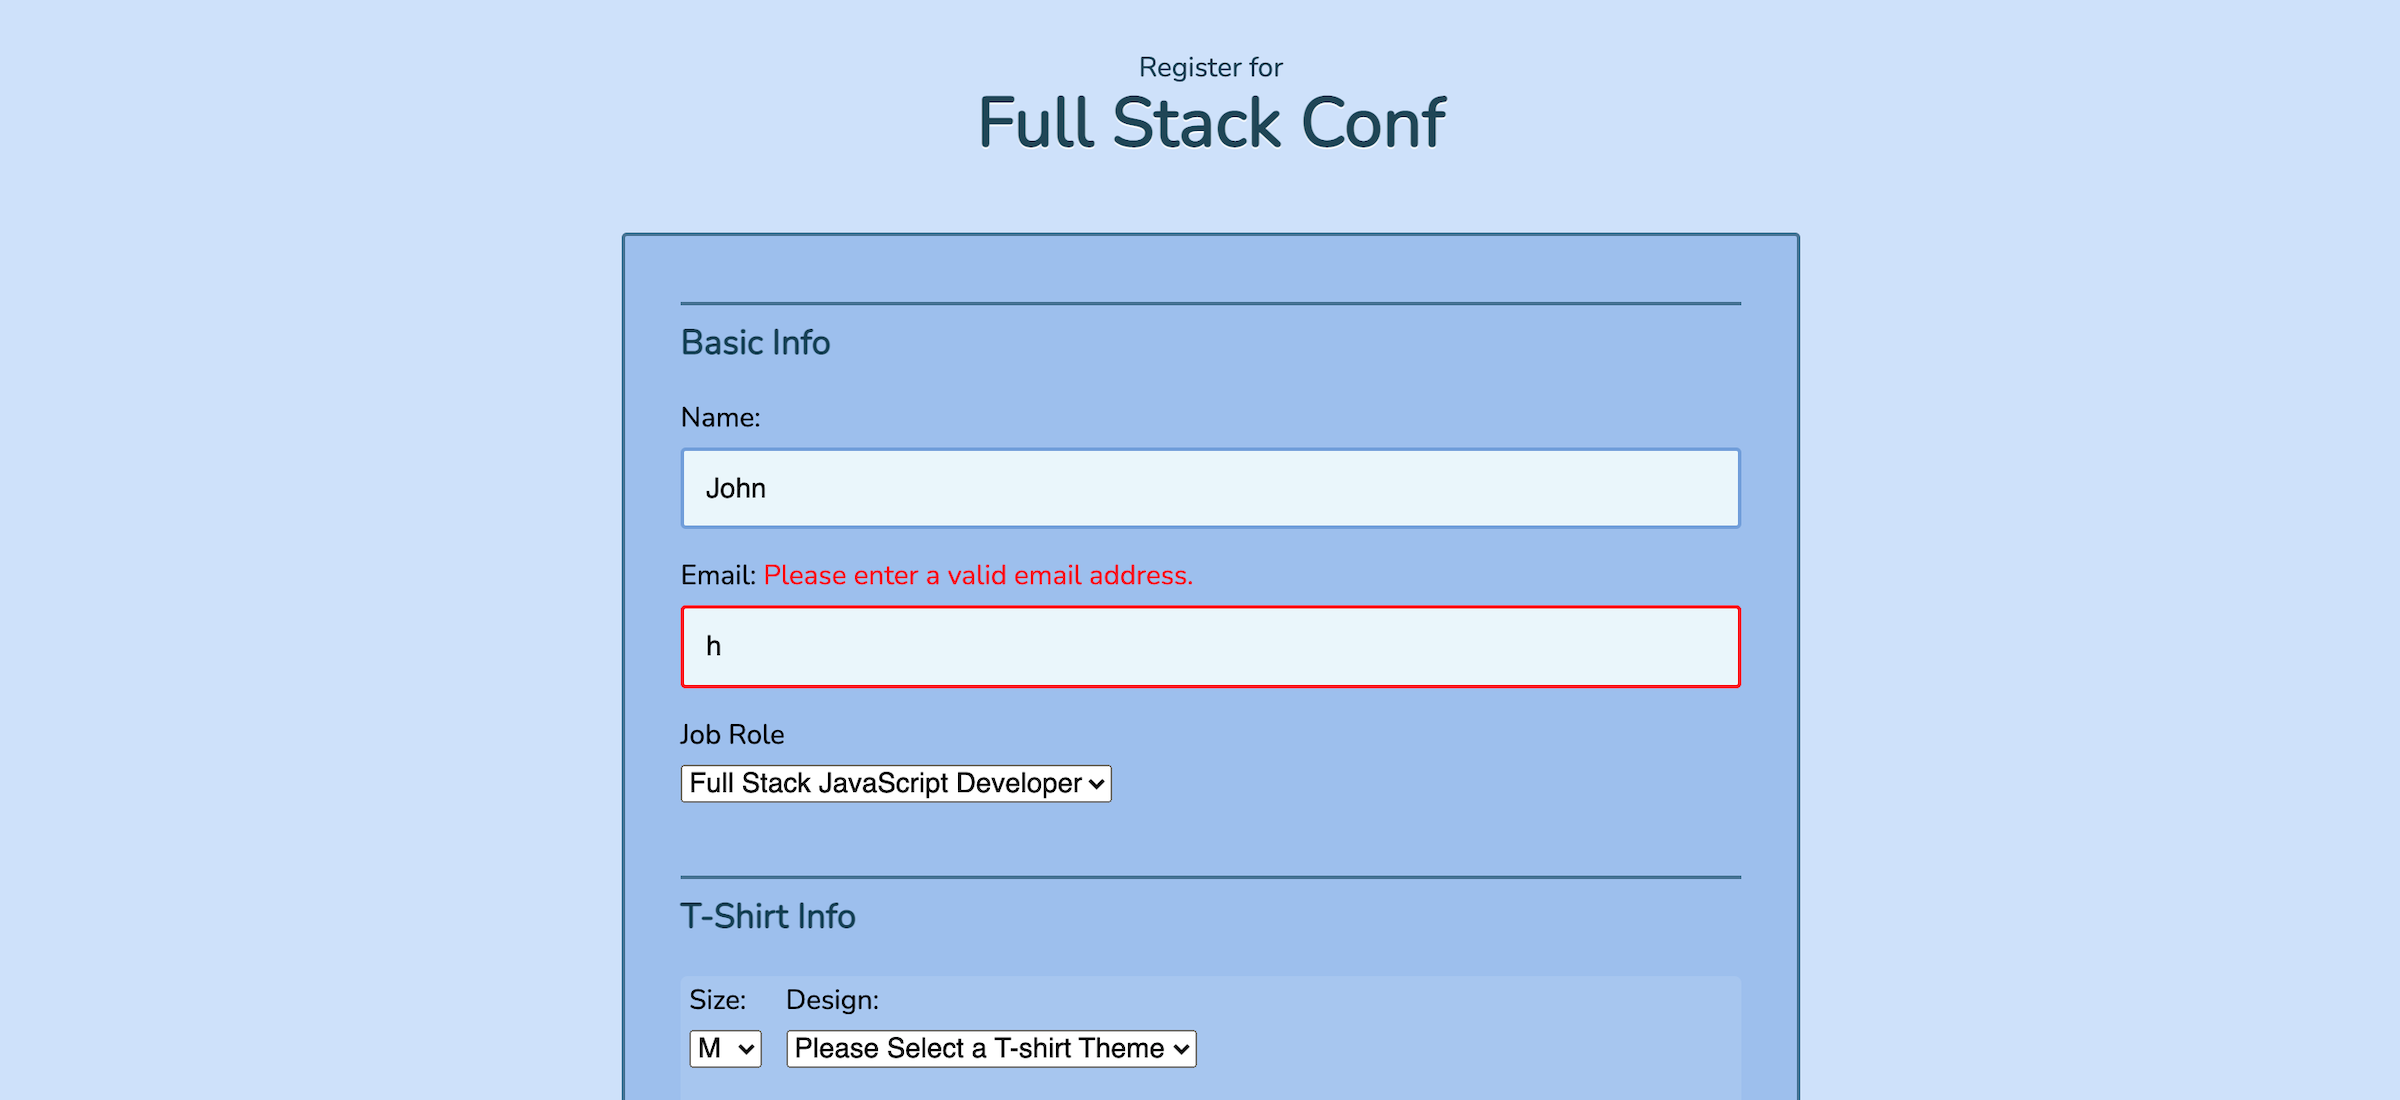 Register for
Full Stack Conf
Basic Info
Name:
John
Email: Please enter a valid email address.
h
Job Role
Full Stack JavaScript Developer
T-Shirt Info
Size: Design:
M Please Select a T-shirt Theme